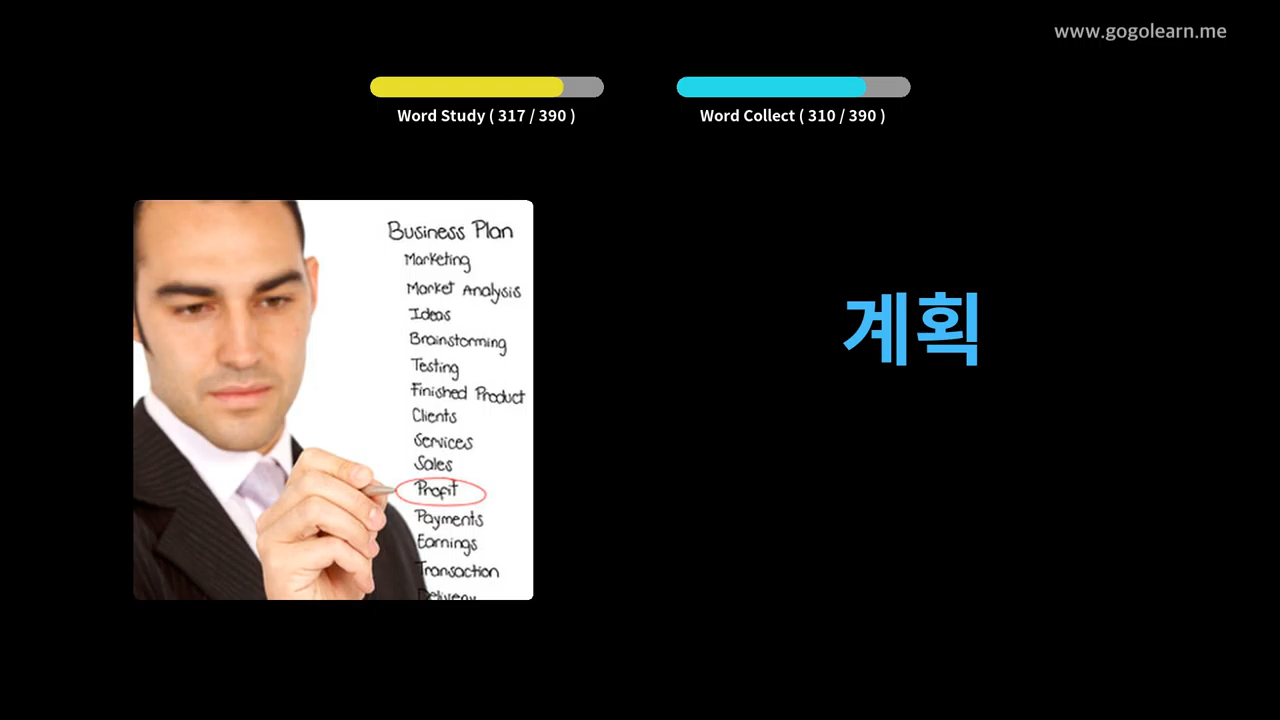 www.gogolearn.me
Word Study ( 317 / 390 )
Word Collect ( 310 / 390 )
Business Plan
Marketing
Market Analysis
Ideas
Brainstorming
Testing
Finished Product
Clients
Services
Sales
Profit
Payments
Earnings
Transaction
Delivery
계획